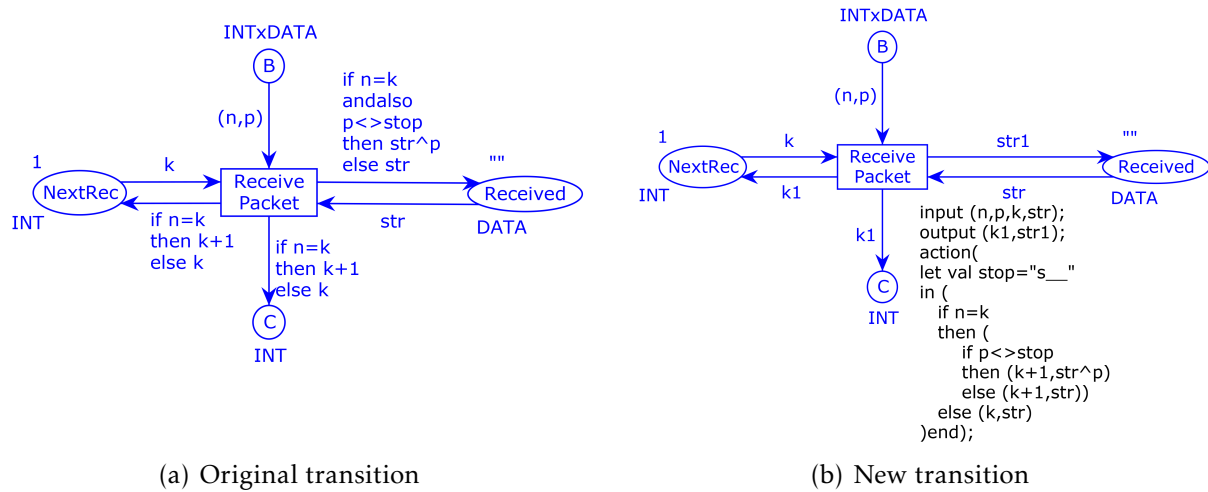 INTxDATA
B
(n,p)
if n=k
andalso
p<>stop
then str^p
else str
1
k
""
NextRec
Receive
Packet
Received
INT
if n=k
then k+1
else k
str
DATA
if n=k
then k+1
else k
C
INT
(a) Original transition
INTxDATA
B
(n,p)
1
k
str1
""
NextRec
Receive
Packet
Received
INT
k1
str
DATA
k1
input (n,p,k,str);
output (k1,str1);
action(
let val stop="s__"
in (
if n=k
then (
if p<>stop
then (k+1,str^p)
else (k+1,str))
else (k,str)
)end);
C
INT
(b) New transition